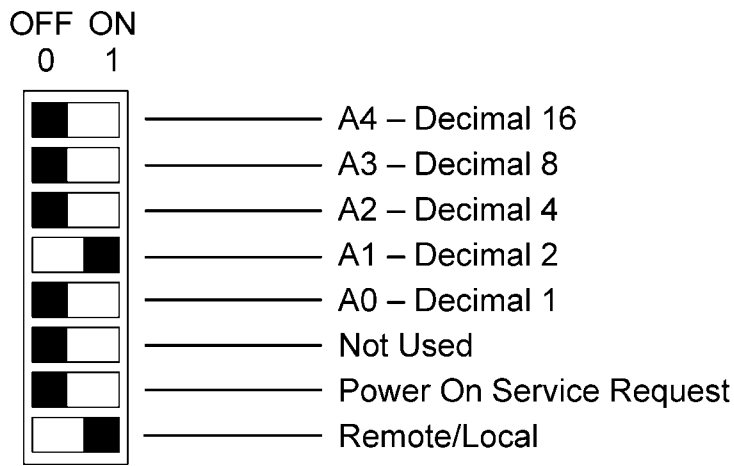 OFF ON
0 1
A4 – Decimal 16
A3 – Decimal 8
A2 – Decimal 4
A1 – Decimal 2
A0 – Decimal 1
Not Used
Power On Service Request
Remote/Local